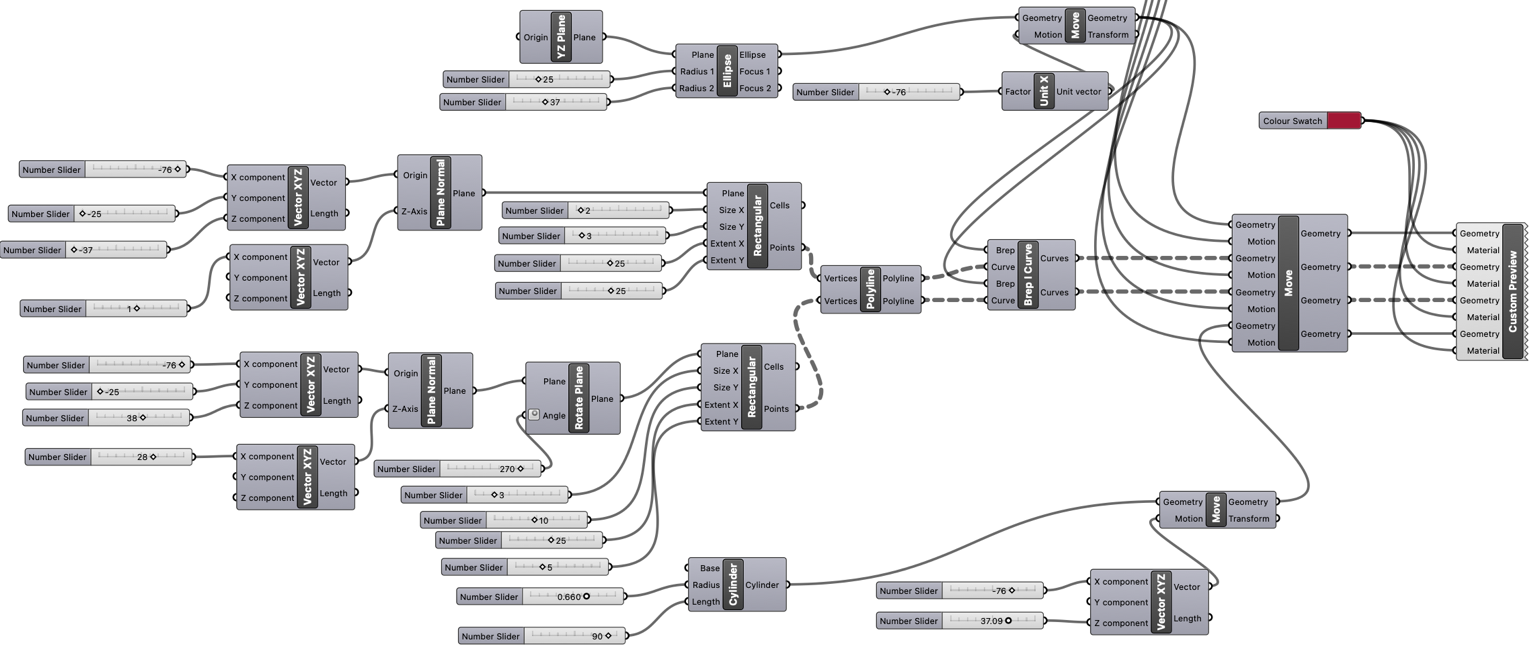 Origin YZ Plane Plane
Number Slider 25
Number Slider 37
Plane Ellipse Ellipse
Radius 1 Focus 1
Radius 2 Focus 2
Number Slider -76
Factor Unit X Unit vector
Geometry Move Geometry
Motion Transform
Colour Swatch
Number Slider -76
Number Slider -25
Number Slider -37
X component Vector XYZ Vector
Y component
Z component Length
Number Slider 1
X component Vector XYZ Vector
Y component
Z component Length
Origin Plane Normal Plane
Z-Axis
Number Slider 2
Number Slider 3
Number Slider 25
Number Slider 25
Plane Rectangular Cells
Size X
Size Y
Extent X Points
Extent Y
Vertices Polyline Polyline
Vertices Polyline
Brep Brep | Curve Curves
Curve
Brep Curves
Curve
Geometry Move Geometry
Motion
Geometry Geometry
Motion
Geometry Geometry
Motion
Geometry Geometry
Motion
Geometry Custom Preview
Material
Geometry
Material
Geometry
Material
Geometry
Material
Number Slider -76
Number Slider -25
Number Slider 38
X component Vector XYZ Vector
Y component
Z component Length
Number Slider 28
X component Vector XYZ Vector
Y component
Z component Length
Origin Plane Normal Plane
Z-Axis
Plane Rotate Plane Plane
Angle
Number Slider 270
Number Slider 3
Number Slider 10
Number Slider 25
Number Slider 5
Plane Rectangular Cells
Size X
Size Y
Extent X Points
Extent Y
Number Slider 0.660
Number Slider 90
Base Cylinder Cylinder
Radius
Length
Geometry Move Geometry
Motion Transform
Number Slider -76
Number Slider 37.09
X component Vector XYZ Vector
Y component
Z component Length